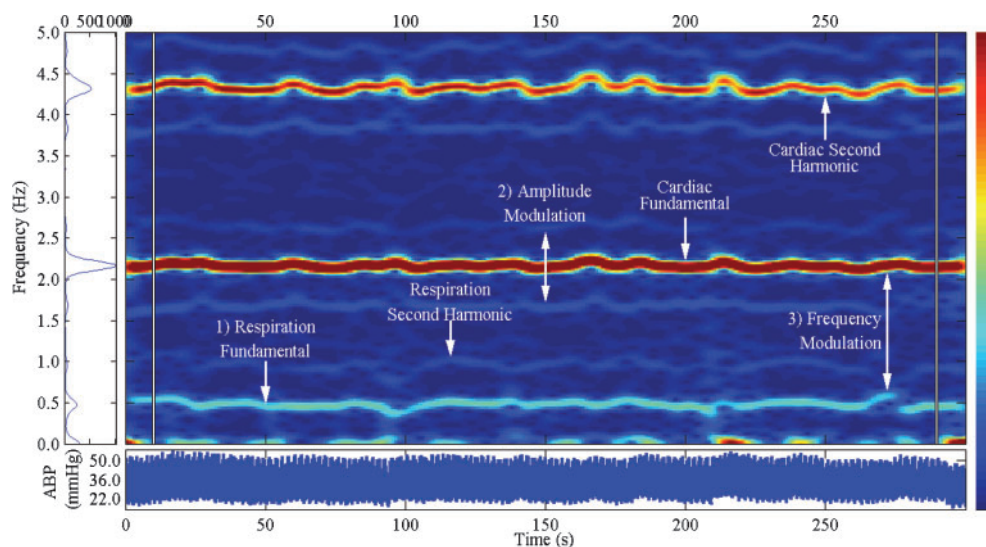 0 500 1000 0 50 100 150 200 250
5.0
4.5
4.0
3.5
3.0
2.5
2.0
1.5
1.0
0.5
0.0
Frequency (Hz)
Cardiac Second
Harmonic
2) Amplitude
Modulation
Cardiac
Fundamental
Respiration
Second Harmonic
1) Respiration
Fundamental
3) Frequency
Modulation
ABP
(mmHg)
50.0
36.0
22.0
0 50 100 150 200 250
Time (s)